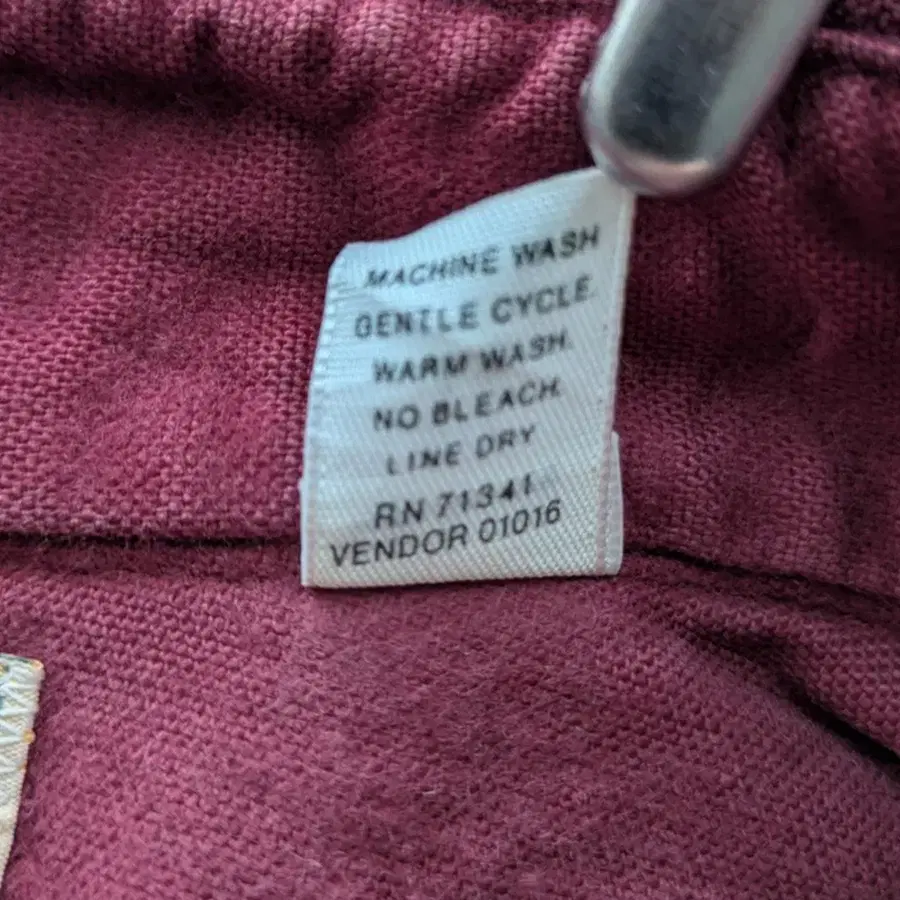 MACHINE WASH
GENTLE CYCLE.
WARM WASH.
NO BLEACH.
LINE DRY
RN 71341
VENDOR 01016